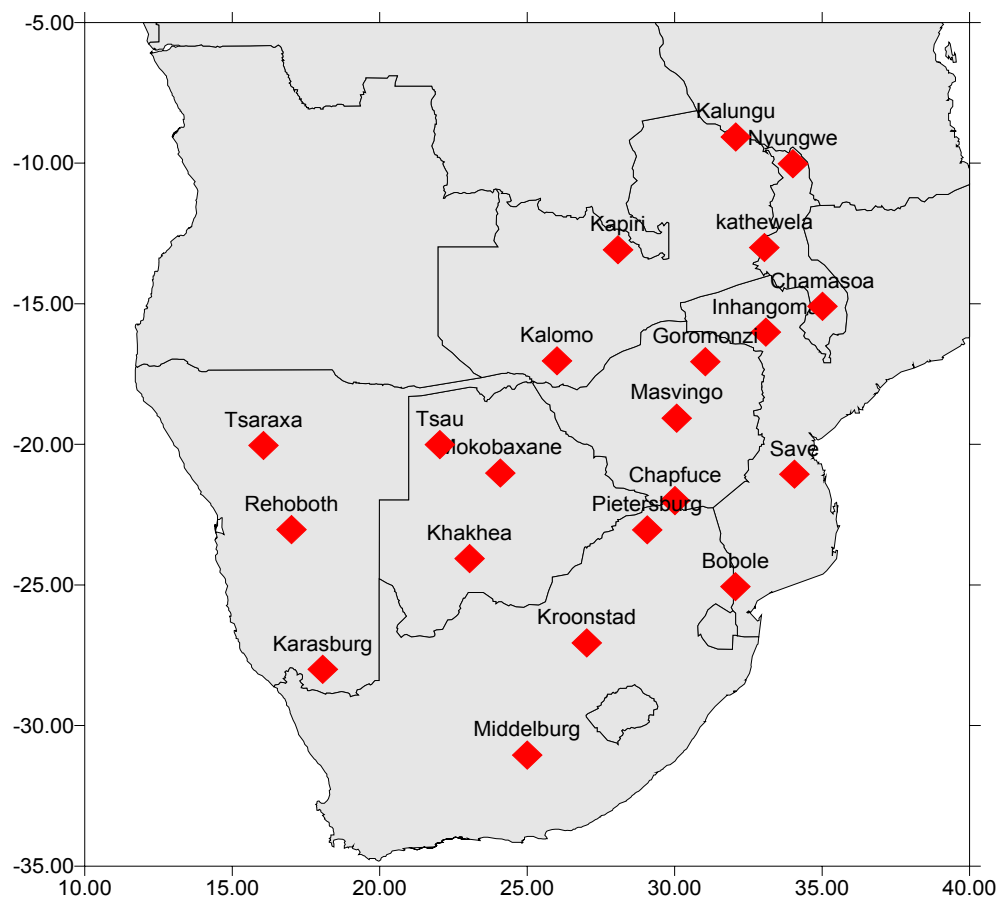 -5.00
Kalungu
Nyungwe
-10.00
kathewela
Kapiri
Chamasoa
-15.00
Inhangoma
Goromonzi
Kalomo
Masvingo
Tsaraxa
Tsau
-20.00
Mokobaxane
Save
Chapfuce
Rehoboth
Pietersburg
Khakhea
Bobole
-25.00
Kroonstad
Karasburg
-30.00
Middelburg
-35.00
10.00 15.00 20.00 25.00 30.00 35.00 40.00